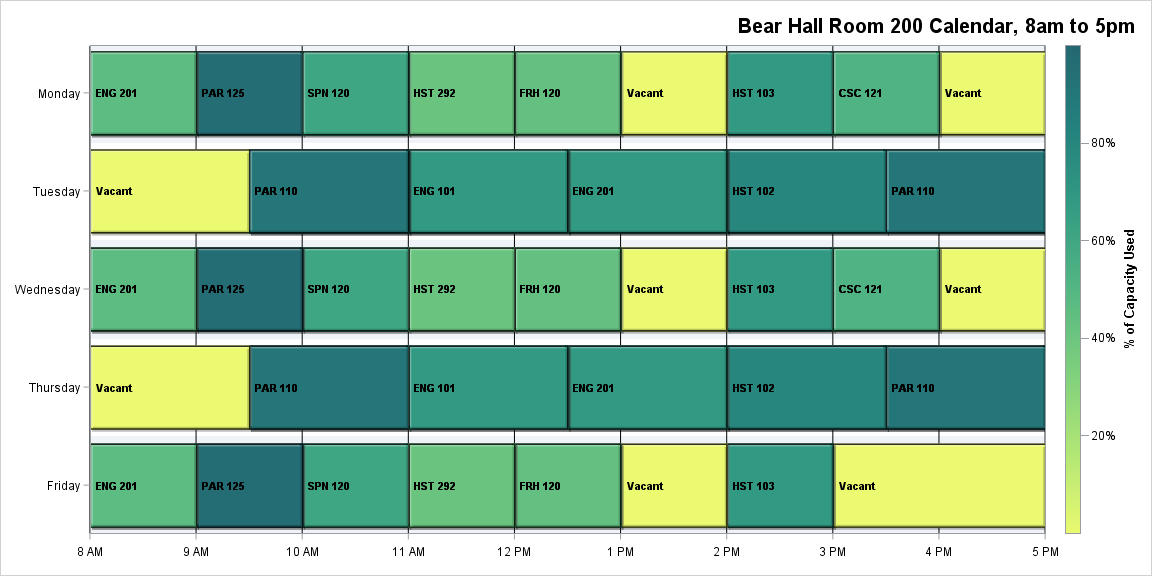 Bear Hall Room 200 Calendar, 8am to 5pm
Monday
ENG 201 PAR 125 SPN 120 HST 292 FRH 120 Vacant HST 103 CSC 121 Vacant
Tuesday
Vacant PAR 110 ENG 101 ENG 201 HST 102 PAR 110
Wednesday
ENG 201 PAR 125 SPN 120 HST 292 FRH 120 Vacant HST 103 CSC 121 Vacant
Thursday
Vacant PAR 110 ENG 101 ENG 201 HST 102 PAR 110
Friday
ENG 201 PAR 125 SPN 120 HST 292 FRH 120 Vacant HST 103 Vacant
8 AM 9 AM 10 AM 11 AM 12 PM 1 PM 2 PM 3 PM 4 PM 5 PM
80%
60%
40%
20%
% of Capacity Used